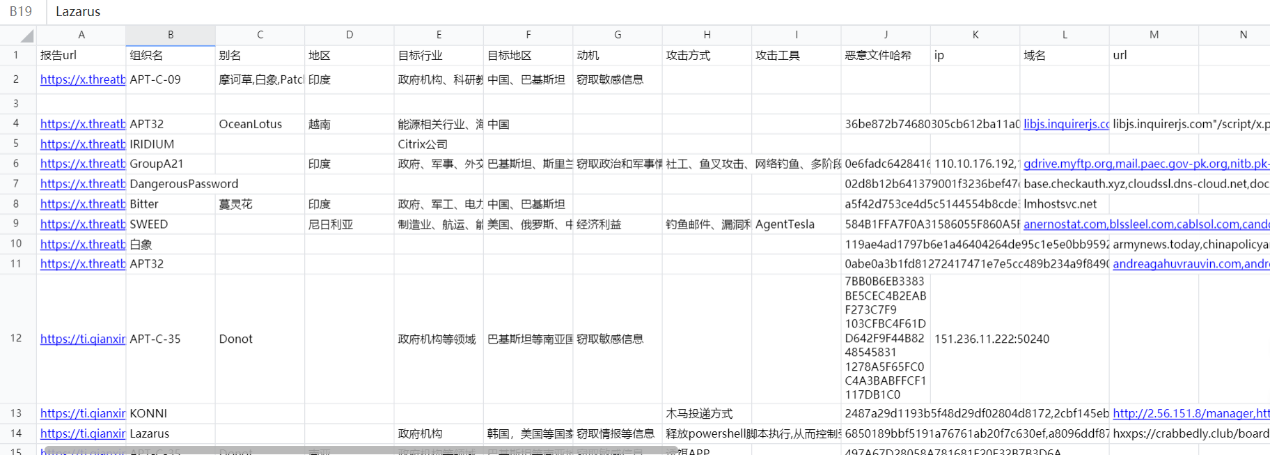 B19 Lazarus
A B C D E F G H I J K L M N
1 报告url 组织名 别名 地区 目标行业 目标地区 动机 攻击方式 攻击工具 恶意文件哈希 ip 域名 url
2 https://x.threatb APT-C-09 摩诃草,白象,Patc 印度 政府机构、科研教 中国、巴基斯坦 窃取敏感信息
3
4 https://x.threatb APT32 OceanLotus 越南 能源相关行业、海 中国 36be872b74680305cb612ba11a0 libjs.inquirerjs.co libjs.inquirerjs.com"/script/x.p
5 https://x.threatb IRIDIUM Citrix公司
6 https://x.threatb GroupA21 印度 政府、军事、外交 巴基斯坦、斯里兰 窃取政治和军事情 社工、鱼叉攻击、网络钓鱼、多阶段 0e6fadc6428416 110.10.176.192, gdrive.myftp.org,mail.paec.gov-pk.org,nitb.pk-
7 https://x.threatb DangerousPassword 02d8b12b641379001f3236bef47 base.checkauth.xyz,cloudssl.dns-cloud.net,doc
8 https://x.threatb Bitter 蔓灵花 印度 政府、军工、电力 中国、巴基斯坦 a5f42d753ce4d5c5144554b8cde lmhostsvc.net
9 https://x.threatb SWEED 尼日利亚 制造业、航运、能 美国、俄罗斯、中 经济利益 钓鱼邮件、漏洞利 AgentTesla 584B1FFA7F0A31586055F860A5F anernostat.com,blssleel.com,cablsol.com,cando
10 https://x.threatb 白象 119ae4ad1797b6e1a46404264de95c1e5e0bb9592 armynews.today,chinapolicyan
11 https://x.threatb APT32 0abe0a3b1fd81272417471e7e5cc489b234a9f8490 andreagahuvrauvin.com,andre
7BB0B6EB3383
BE5CEC4B2EAB
F273C7F9
103CFBC4F61D
12 https://ti.qianxin APT-C-35 Donot 政府机构等领域 巴基斯坦等南亚国 窃取敏感信息 D642F9F44B82 151.236.11.222:50240
48545831
1278A5F65FC0
C4A3BABFFCF1
117DB1C0
13 https://ti.qianxin KONNI 木马投递方式 2487a29d1193b5f48d29df02804d8172,2cbf145eb http://2.56.151.8/manager,htt
14 https://ti.qianxin Lazarus 政府机构 韩国，美国等国家 窃取情报等信息 释放powershell脚本执行,从而控制受 6850189bbf5191a76761ab20f7c630ef,a8096ddf87 hxxps://crabbedly.club/board
15 https://ti.qianxin APT-C-35 Donot